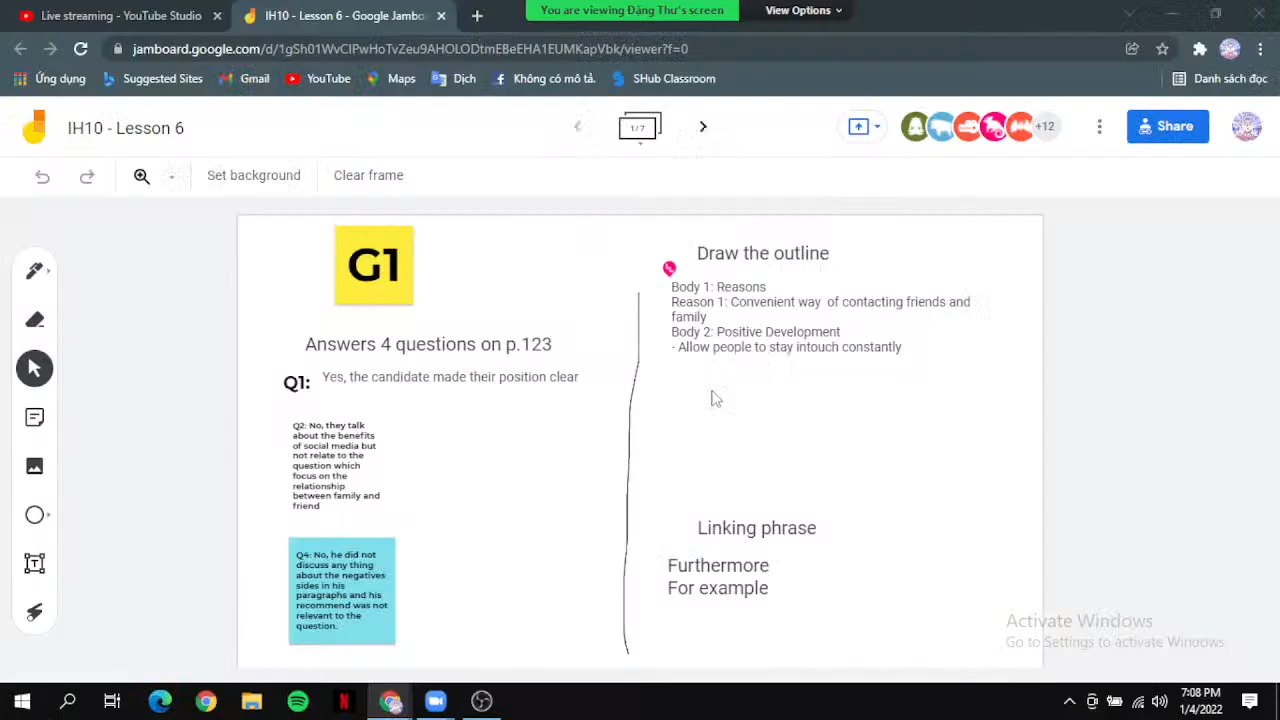 Live streaming - YouTube Studio
IH10 - Lesson 6 - Google Jambo
You are viewing Đặng Thư's screen
View Options
jamboard.google.com/d/1gSh01WvCIPwHoTvZeu9AHOLODtmEBeEHA1EUMKapVbk/viewer?f=0
Ứng dụng
Suggested Sites
Gmail
YouTube
Maps
Dịch
Không có mô tả.
SHub Classroom
Danh sách đọc
IH10 - Lesson 6
1/7
+12
Share
Set background
Clear frame
G1
Answers 4 questions on p.123
Q1:
Yes, the candidate made their position clear
Q2: No, they talk
about the benefits
of social media but
not relate to the
question which
focus on the
relationship
between family and
friend
Q4: No, he did not
discuss any thing
about the negatives
sides in his
paragraphs and his
recommend was not
relevant to the
question.
Draw the outline
Body 1: Reasons
Reason 1: Convenient way of contacting friends and
family
Body 2: Positive Development
- Allow people to stay intouch constantly
Linking phrase
Furthermore
For example
Activate Windows
Go to Settings to activate Windows.
7:08 PM
1/4/2022